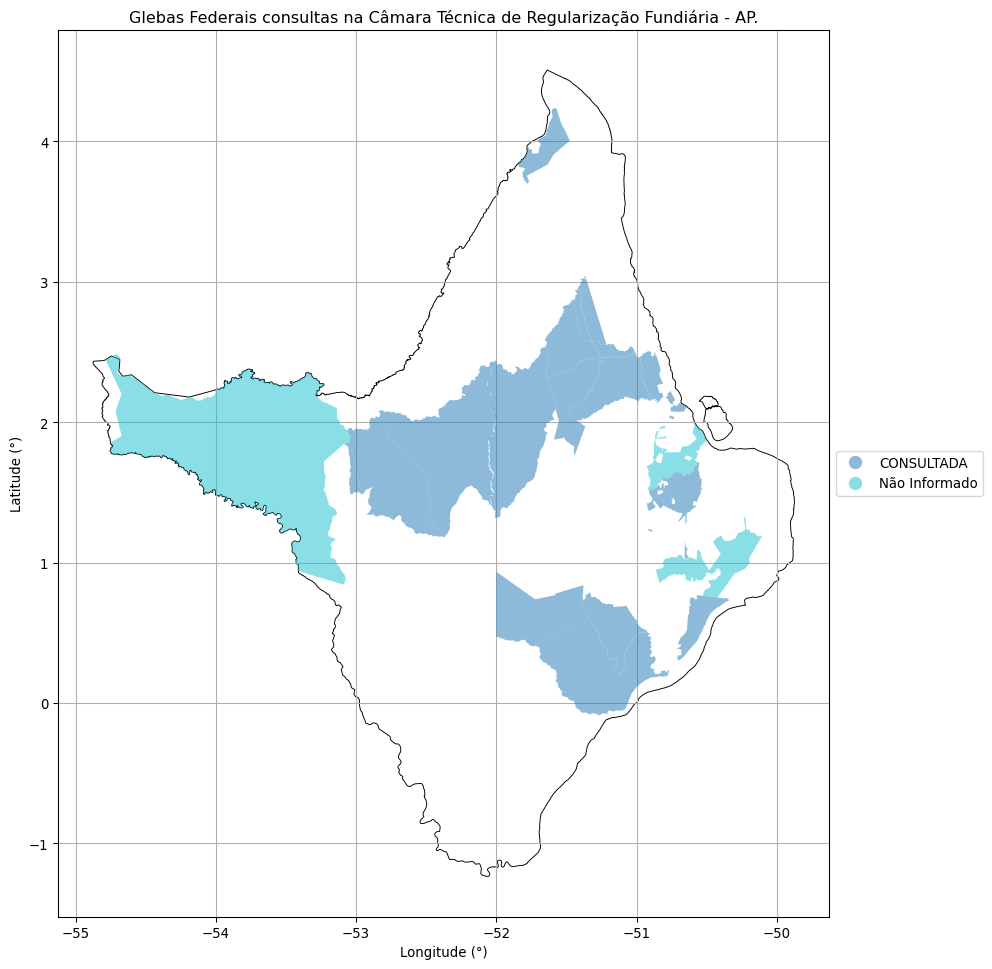 Glebas Federais consultas na Câmara Técnica de Regularização Fundiária - AP.
4
3
2
1
0
−1
Latitude (°)
−55
−54
−53
−52
−51
−50
Longitude (°)
CONSULTADA
Não Informado